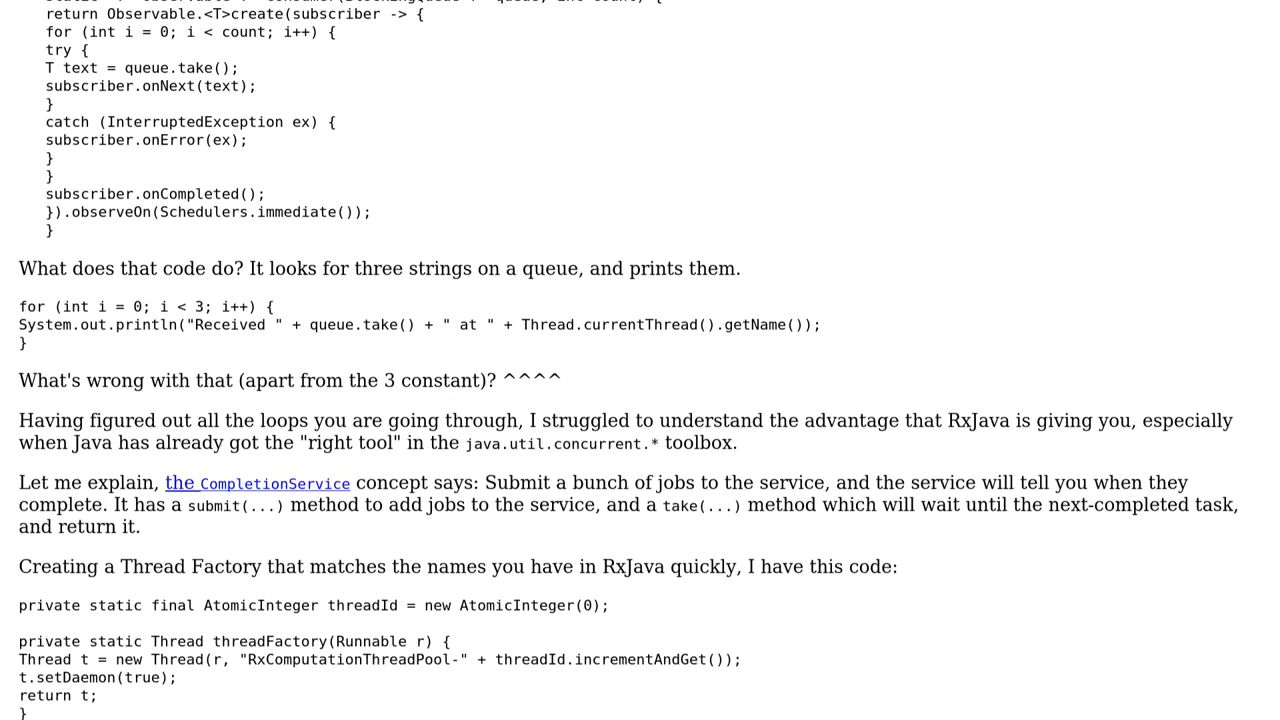 return Observable.<T>create(subscriber -> {
for (int i = 0; i < count; i++) {
try {
T text = queue.take();
subscriber.onNext(text);
}
catch (InterruptedException ex) {
subscriber.onError(ex);
}
}
subscriber.onCompleted();
}).observeOn(Schedulers.immediate());
}
What does that code do? It looks for three strings on a queue, and prints them.
for (int i = 0; i < 3; i++) {
System.out.println("Received " + queue.take() + " at " + Thread.currentThread().getName());
}
What's wrong with that (apart from the 3 constant)? ^^^^
Having figured out all the loops you are going through, I struggled to understand the advantage that RxJava is giving you, especially
when Java has already got the "right tool" in the java.util.concurrent.* toolbox.
Let me explain, the CompletionService concept says: Submit a bunch of jobs to the service, and the service will tell you when they
complete. It has a submit(...) method to add jobs to the service, and a take(...) method which will wait until the next-completed task,
and return it.
Creating a Thread Factory that matches the names you have in RxJava quickly, I have this code:
private static final AtomicInteger threadId = new AtomicInteger(0);
private static Thread threadFactory(Runnable r) {
Thread t = new Thread(r, "RxComputationThreadPool-" + threadId.incrementAndGet());
t.setDaemon(true);
return t;
}